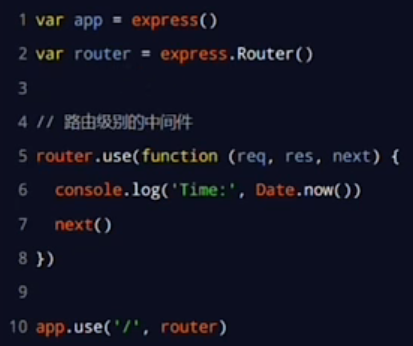 1 var app = express()
2 var router = express.Router()
3
4 // 路由级别的中间件
5 router.use(function (req, res, next) {
6   console.log('Time:', Date.now())
7   next()
8 })
9
10 app.use('/', router)